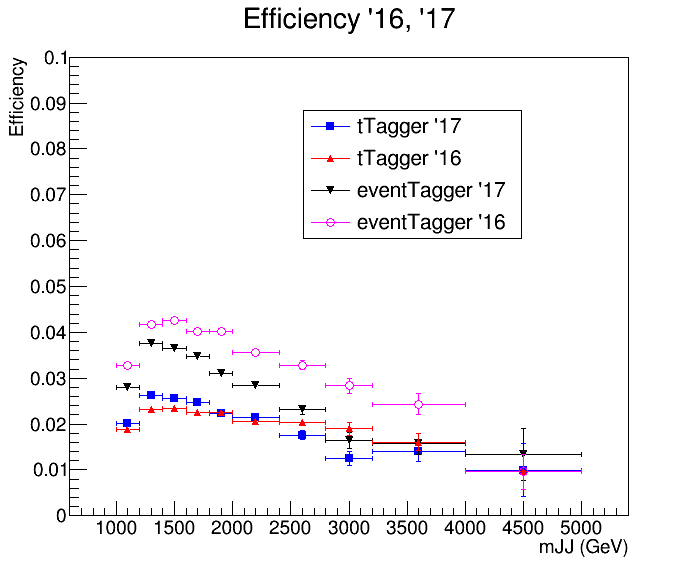 Efficiency '16, '17
Efficiency
0.1
0.09
0.08
0.07
0.06
0.05
0.04
0.03
0.02
0.01
0
tTagger '17
tTagger '16
eventTagger '17
eventTagger '16
1000 1500 2000 2500 3000 3500 4000 4500 5000
mJJ (GeV)